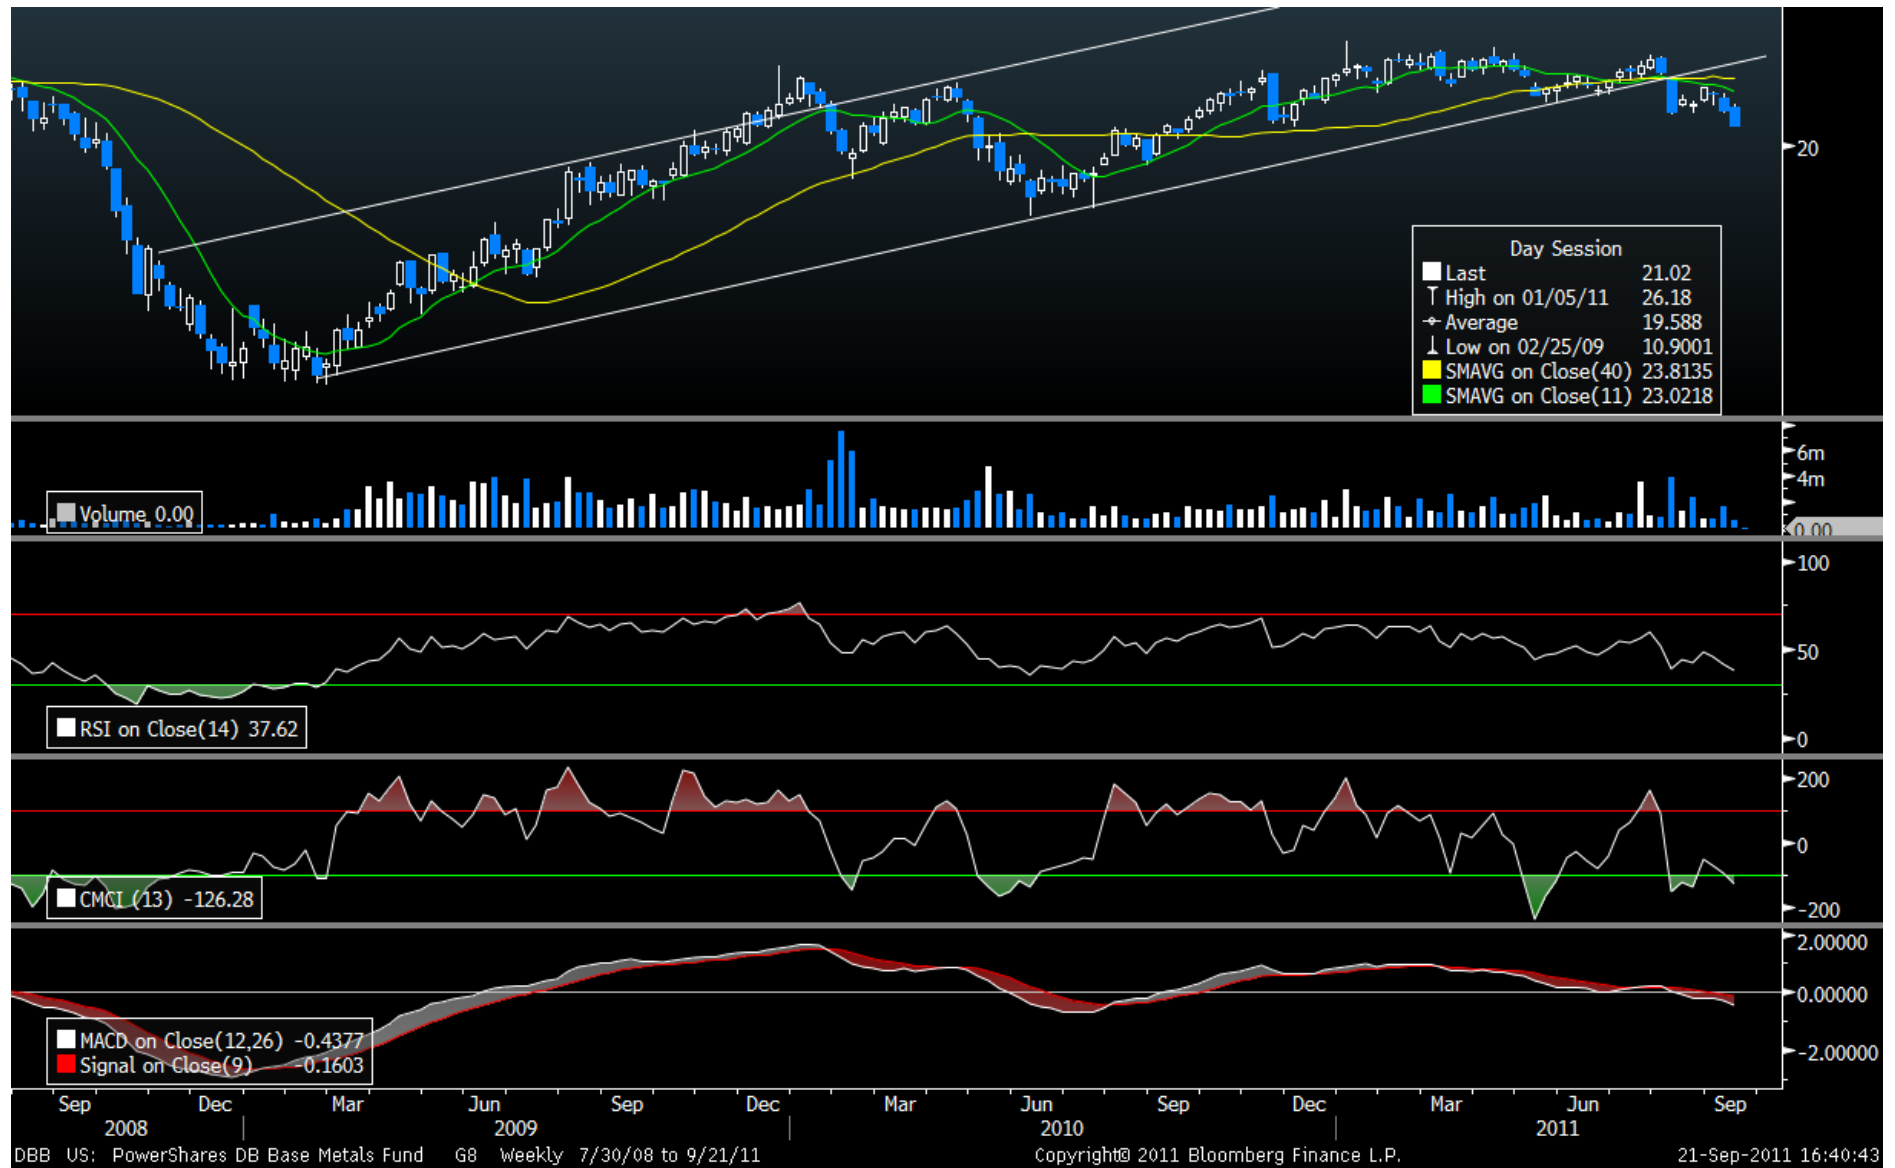 20
Day Session
Last 21.02
High on 01/05/11 26.18
Average 19.588
Low on 02/25/09 10.9001
SMAVG on Close(40) 23.8135
SMAVG on Close(11) 23.0218
6m
4m
Volume 0.00
0.00
100
50
RSI on Close(14) 37.62
0
200
0
CMCI (13) -126.28
-200
2.00000
0.00000
MACD on Close(12,26) -0.4377
Signal on Close(9) -0.1603
-2.00000
Sep Dec Mar Jun Sep Dec Mar Jun Sep Dec Mar Jun Sep
2008 2009 2010 2011
DBB US: PowerShares DB Base Metals Fund G8 Weekly 7/30/08 to 9/21/11 Copyright© 2011 Bloomberg Finance L.P. 21-Sep-2011 16:40:43